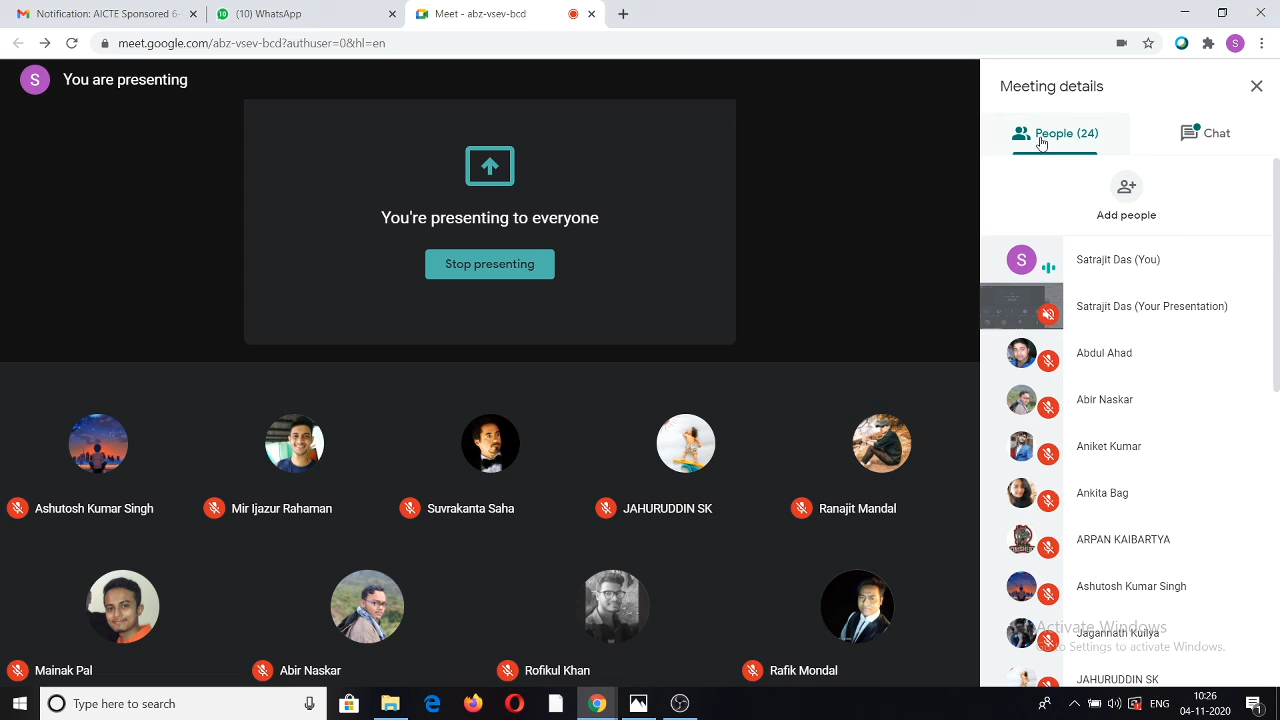 Notification: AICTE Sponsored 6-
(10) WhatsApp
Meet - abz-vsev-bcd
meet.google.com/abz-vsev-bcd?authuser=0&hl=en
S
S You are presenting
You're presenting to everyone
Stop presenting
Ashutosh Kumar Singh
Mir Ijazur Rahaman
Suvrakanta Saha
JAHURUDDIN SK
Ranajit Mandal
Mainak Pal
Abir Naskar
Rofikul Khan
Rafik Mondal
Meeting details
People (24)
Chat
Add people
S Satrajit Das (You)
Satrajit Das (Your Presentation)
Abdul Ahad
Abir Naskar
Aniket Kumar
Ankita Bag
ARPAN KAIBARTYA
Ashutosh Kumar Singh
Jagannath Kuilya
JAHURUDDIN SK
Activate Windows
Go to Settings to activate Windows.
Type here to search
ENG
10:26
04-11-2020
1